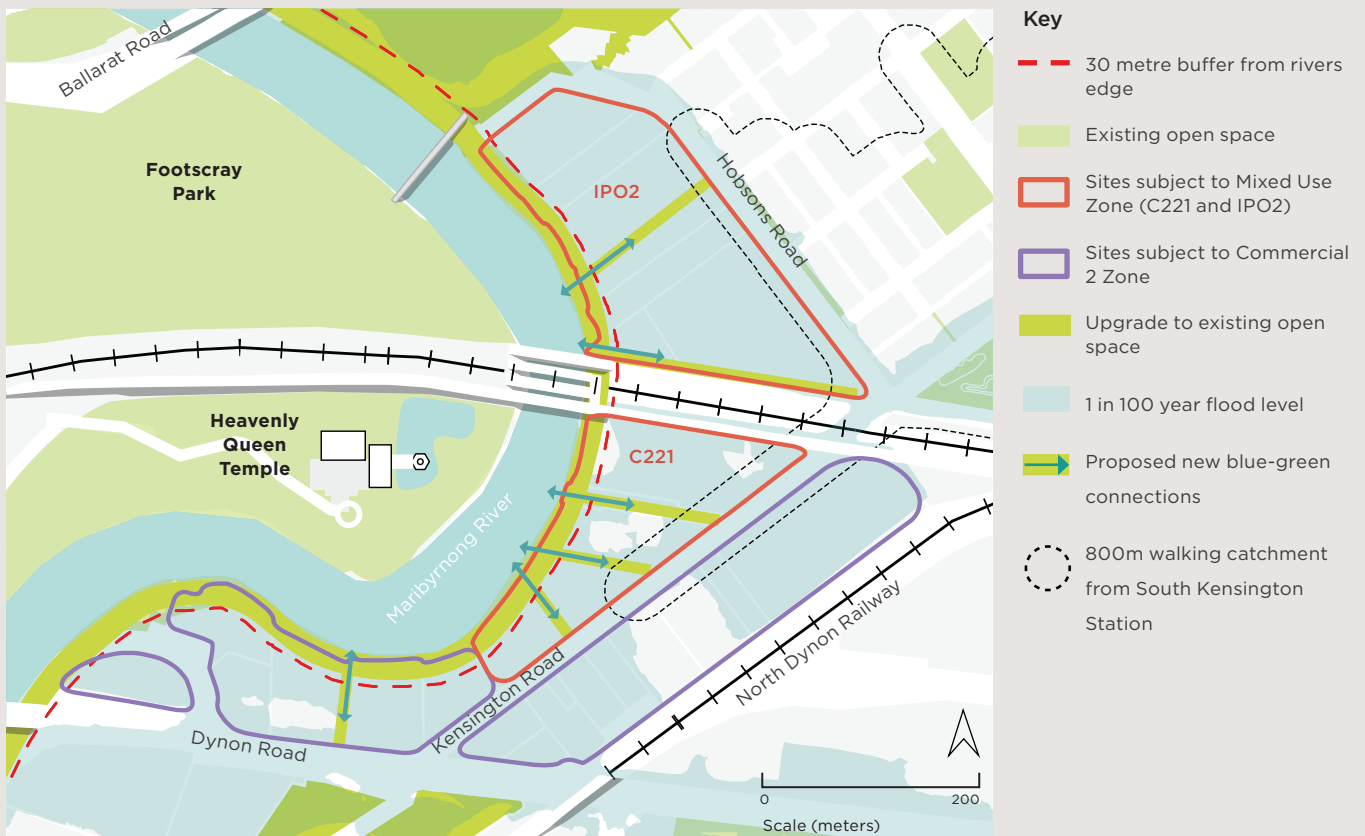 Ballarat Road
Footscray
Park
IPO2
Hobsons Road
Heavenly
Queen
Temple
C221
Maribyrnong River
Kensington Road
North Dynon Railway
Dynon Road
0
200
Scale (meters)
Key
30 metre buffer from rivers
edge
Existing open space
Sites subject to Mixed Use
Zone (C221 and IPO2)
Sites subject to Commercial
2 Zone
Upgrade to existing open
space
1 in 100 year flood level
Proposed new blue-green
connections
800m walking catchment
from South Kensington
Station